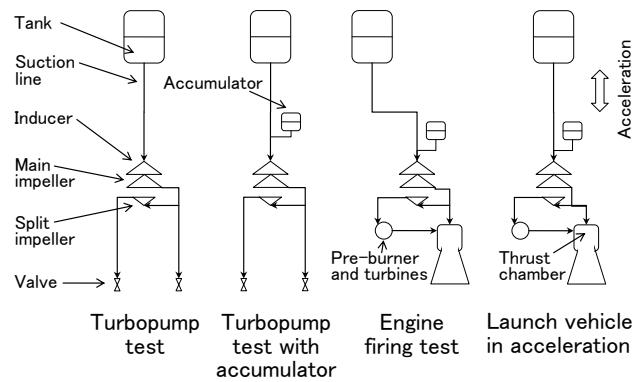 Tank
Suction
line
Accumulator
Acceleration
Inducer
Main
impeller
Split
impeller
Pre-burner
and turbines
Thrust
chamber
Valve
Turbopump
test
Turbopump
test with
accumulator
Engine
firing test
Launch vehicle
in acceleration